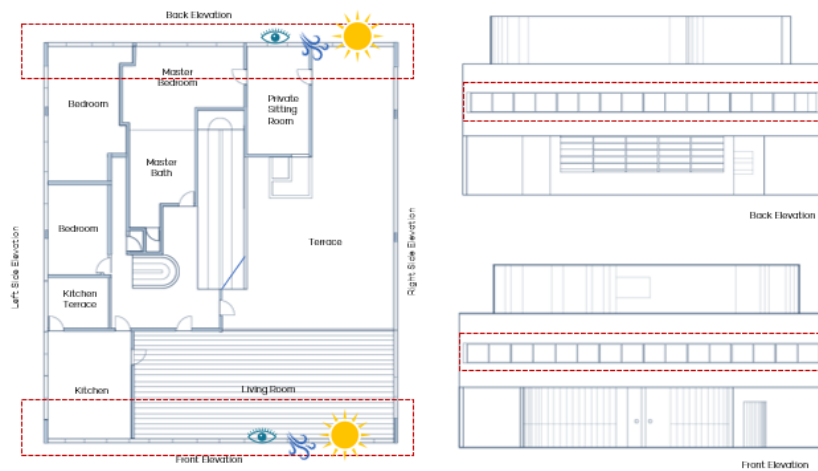 Back Elevation
Master
Bedroom
Bedroom
Private
Sitting
Room
Master
Bath
Bedroom
Terrace
Left Side Elevation
Right Side Elevation
Kitchen
Terrace
Kitchen
Living Room
Front Elevation
Back Elevation
Front Elevation